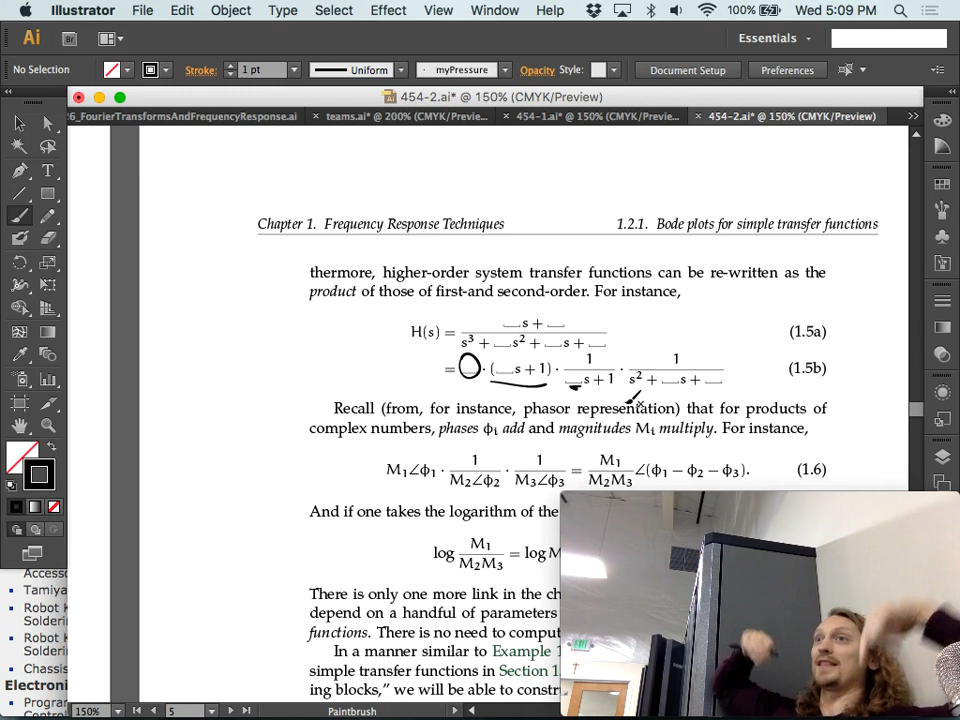 Illustrator File Edit Object Type Select Effect View Window Help 100% Wed 5:09 PM
Ai Br Essentials
No Selection Stroke: 1 pt Uniform myPressure Opacity Style: Document Setup Preferences
454-2.ai* @ 150% (CMYK/Preview)
6_FourierTransformsAndFrequencyResponse.ai × teams.ai* @ 200% (CMYK/Previe... × 454-1.ai* @ 150% (CMYK/Previe... × 454-2.ai* @ 150% (CMYK/Preview)
Chapter 1. Frequency Response Techniques 1.2.1. Bode plots for simple transfer functions
thermore, higher-order system transfer functions can be re-written as the
product of those of first-and second-order. For instance,
H(s) = (⎵s + ⎵) / (s³ + ⎵s² + ⎵s + ⎵) (1.5a)
= ⎵ · (⎵s + 1) · 1 / (⎵s + 1) · 1 / (s² + ⎵s + ⎵) (1.5b)
Recall (from, for instance, phasor representation) that for products of
complex numbers, phases ϕᵢ add and magnitudes Mᵢ multiply. For instance,
M₁∠ϕ₁ · 1 / (M₂∠ϕ₂) · 1 / (M₃∠ϕ₃) = M₁ / (M₂M₃) ∠(ϕ₁ − ϕ₂ − ϕ₃). (1.6)
And if one takes the logarithm of the
log M₁ / (M₂M₃) = log M
There is only one more link in the ch
depend on a handful of parameters
functions. There is no need to comput
In a manner similar to Example 1
simple transfer functions in Section 1
ing blocks," we will be able to constr
Accesso
Tamiya
Robot K
Solderin
Robot K
Solderin
Chassis
Electroni
Program
150% 5 Paintbrush